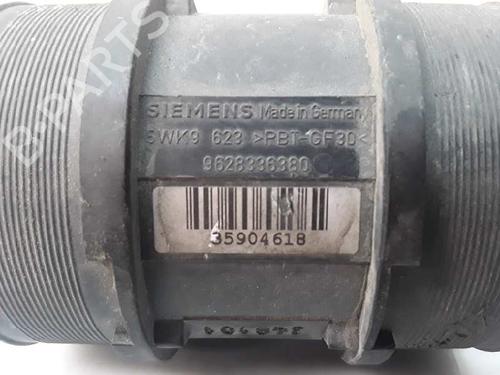 B-PARTS
SIEMENS Made in Germany
5WK9 623 >PBT-GF30<
9628336380
35904618